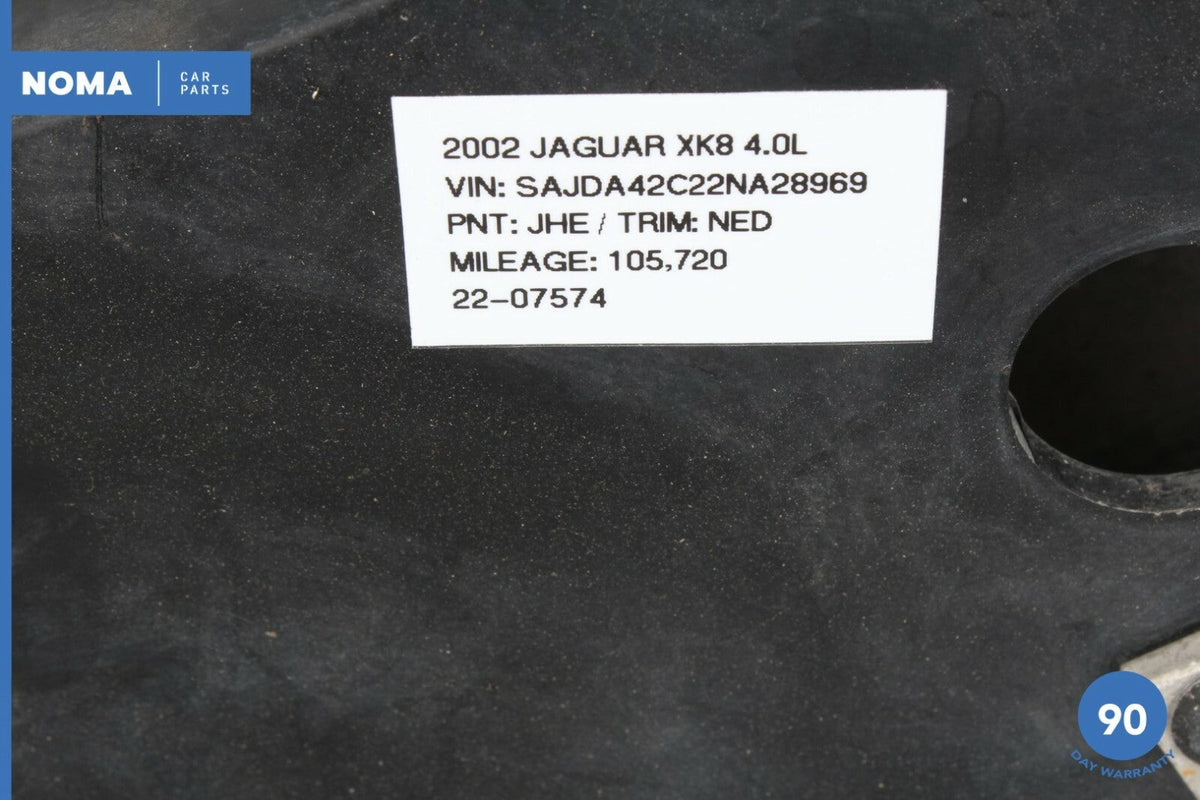 NOMA
CAR
PARTS
2002 JAGUAR XK8 4.0L
VIN: SAJDA42C22NA28969
PNT: JHE / TRIM: NED
MILEAGE: 105,720
22-07574
90
DAY WARRANTY